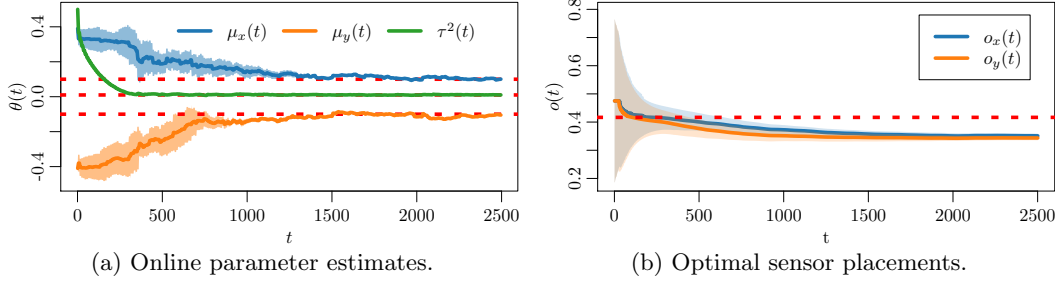 0.4
0.0
-0.4
θ(t)
μx(t) μy(t) τ²(t)
0 500 1000 1500 2000 2500
t
(a) Online parameter estimates.
0.8
0.6
0.4
0.2
o(t)
ox(t)
oy(t)
0 500 1000 1500 2000 2500
t
(b) Optimal sensor placements.